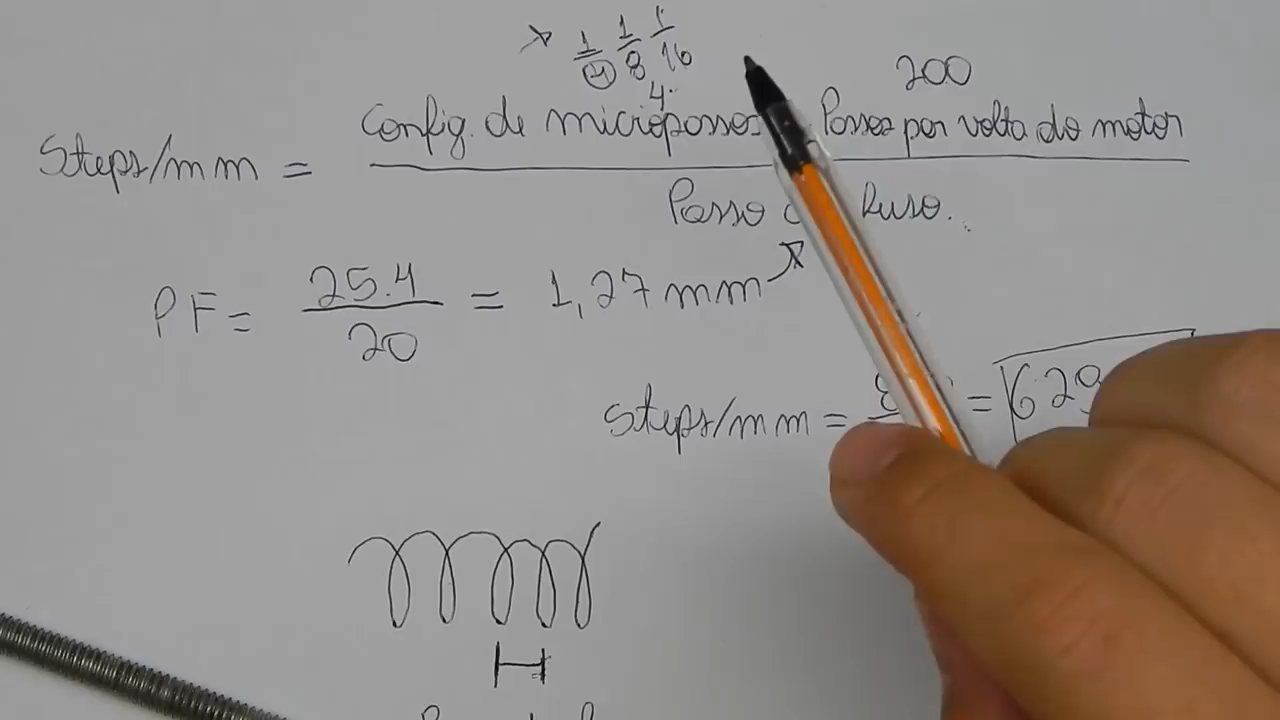 1/4 1/8 1/16
4. 200
Config. de micropassos Passos por volta do motor
Steps/mm =
Passo Fuso.
PF = 25.4 / 20 = 1,27 mm
Steps/mm = = 629